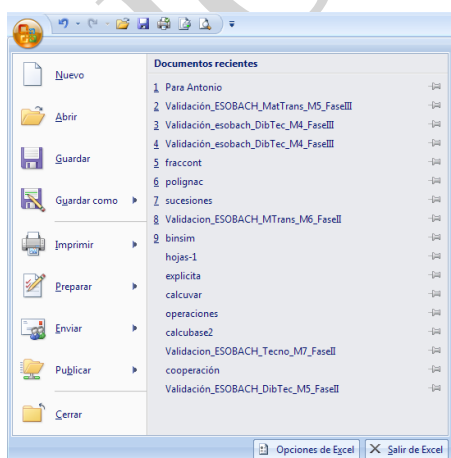 Nuevo
Abrir
Guardar
Guardar como
Imprimir
Preparar
Enviar
Publicar
Cerrar
Documentos recientes
1 Para Antonio
2 Validación_ESOBACH_MatTrans_M5_FaseIII
3 Validación_esobach_DibTec_M4_FaseIII
4 Validación_esobach_DibTec_M4_FaseIII
5 fraccont
6 polignac
7 sucesiones
8 Validacion_ESOBACH_MTrans_M6_FaseII
9 binsim
hojas-1
explicita
calcuvar
operaciones
calcubase2
Validacion_ESOBACH_Tecno_M7_FaseII
cooperación
Validación_ESOBACH_DibTec_M5_FaseII
Opciones de Excel
Salir de Excel